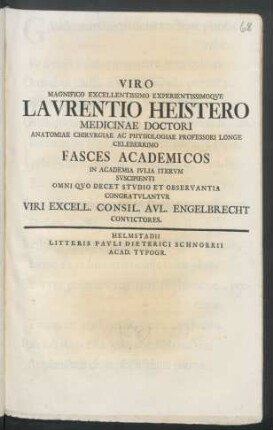 68
VIRO
MAGNIFICO EXCELLENTISSIMO EXPERIENTISSIMOQVE
LAVRENTIO HEISTERO
MEDICINAE DOCTORI
ANATOMIAE CHIRVRGIAE AC PHYSIOLOGIAE PROFESSORI LONGE
CELEBERRIMO
FASCES ACADEMICOS
IN ACADEMIA IVLIA ITERVM
SVSCIPIENTI
OMNI QVO DECET STVDIO ET OBSERVANTIA
CONGRATVLANTVR
VIRI EXCELL. CONSIL. AVL. ENGELBRECHT
CONVICTORES.
HELMSTADII
LITTERIS PAVLI DIETERICI SCHNORRII
ACAD. TYPOGR.